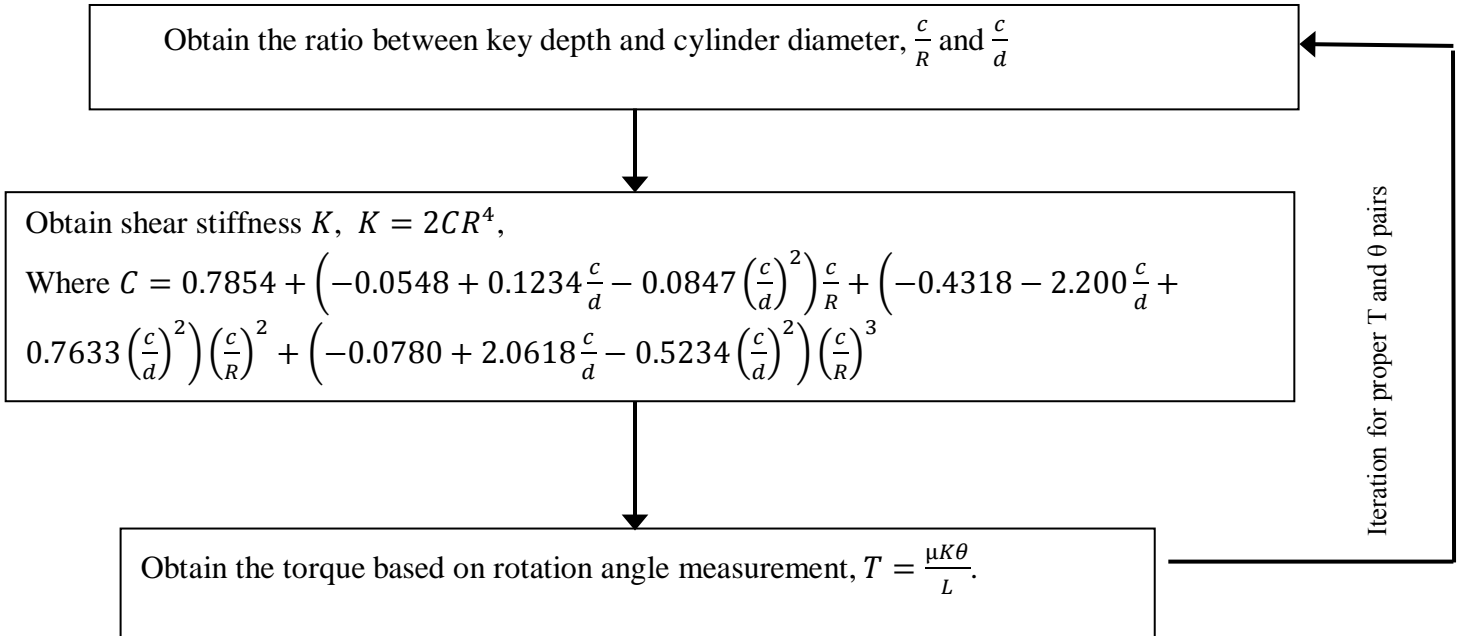 Obtain the ratio between key depth and cylinder diameter, c/R and c/d
Obtain shear stiffness K, K = 2CR⁴,
Where C = 0.7854 + (−0.0548 + 0.1234 c/d − 0.0847 (c/d)²) c/R + (−0.4318 − 2.200 c/d +
0.7633 (c/d)²) (c/R)² + (−0.0780 + 2.0618 c/d − 0.5234 (c/d)²) (c/R)³
Obtain the torque based on rotation angle measurement, T = μKθ/L.
Iteration for proper T and θ pairs